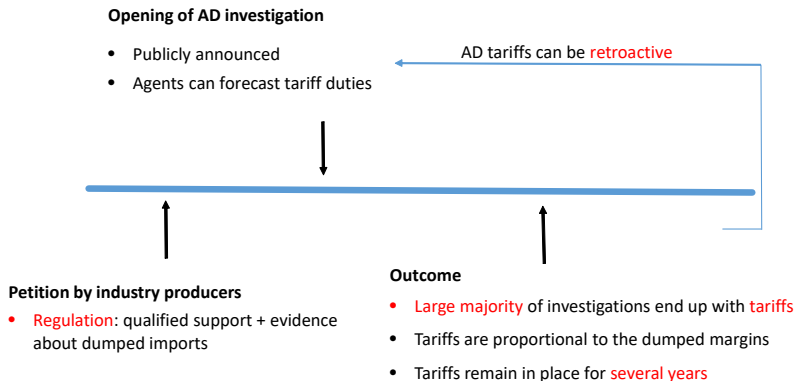 Opening of AD investigation
• Publicly announced
• Agents can forecast tariff duties
AD tariffs can be retroactive
Petition by industry producers
• Regulation: qualified support + evidence
about dumped imports
Outcome
• Large majority of investigations end up with tariffs
• Tariffs are proportional to the dumped margins
• Tariffs remain in place for several years